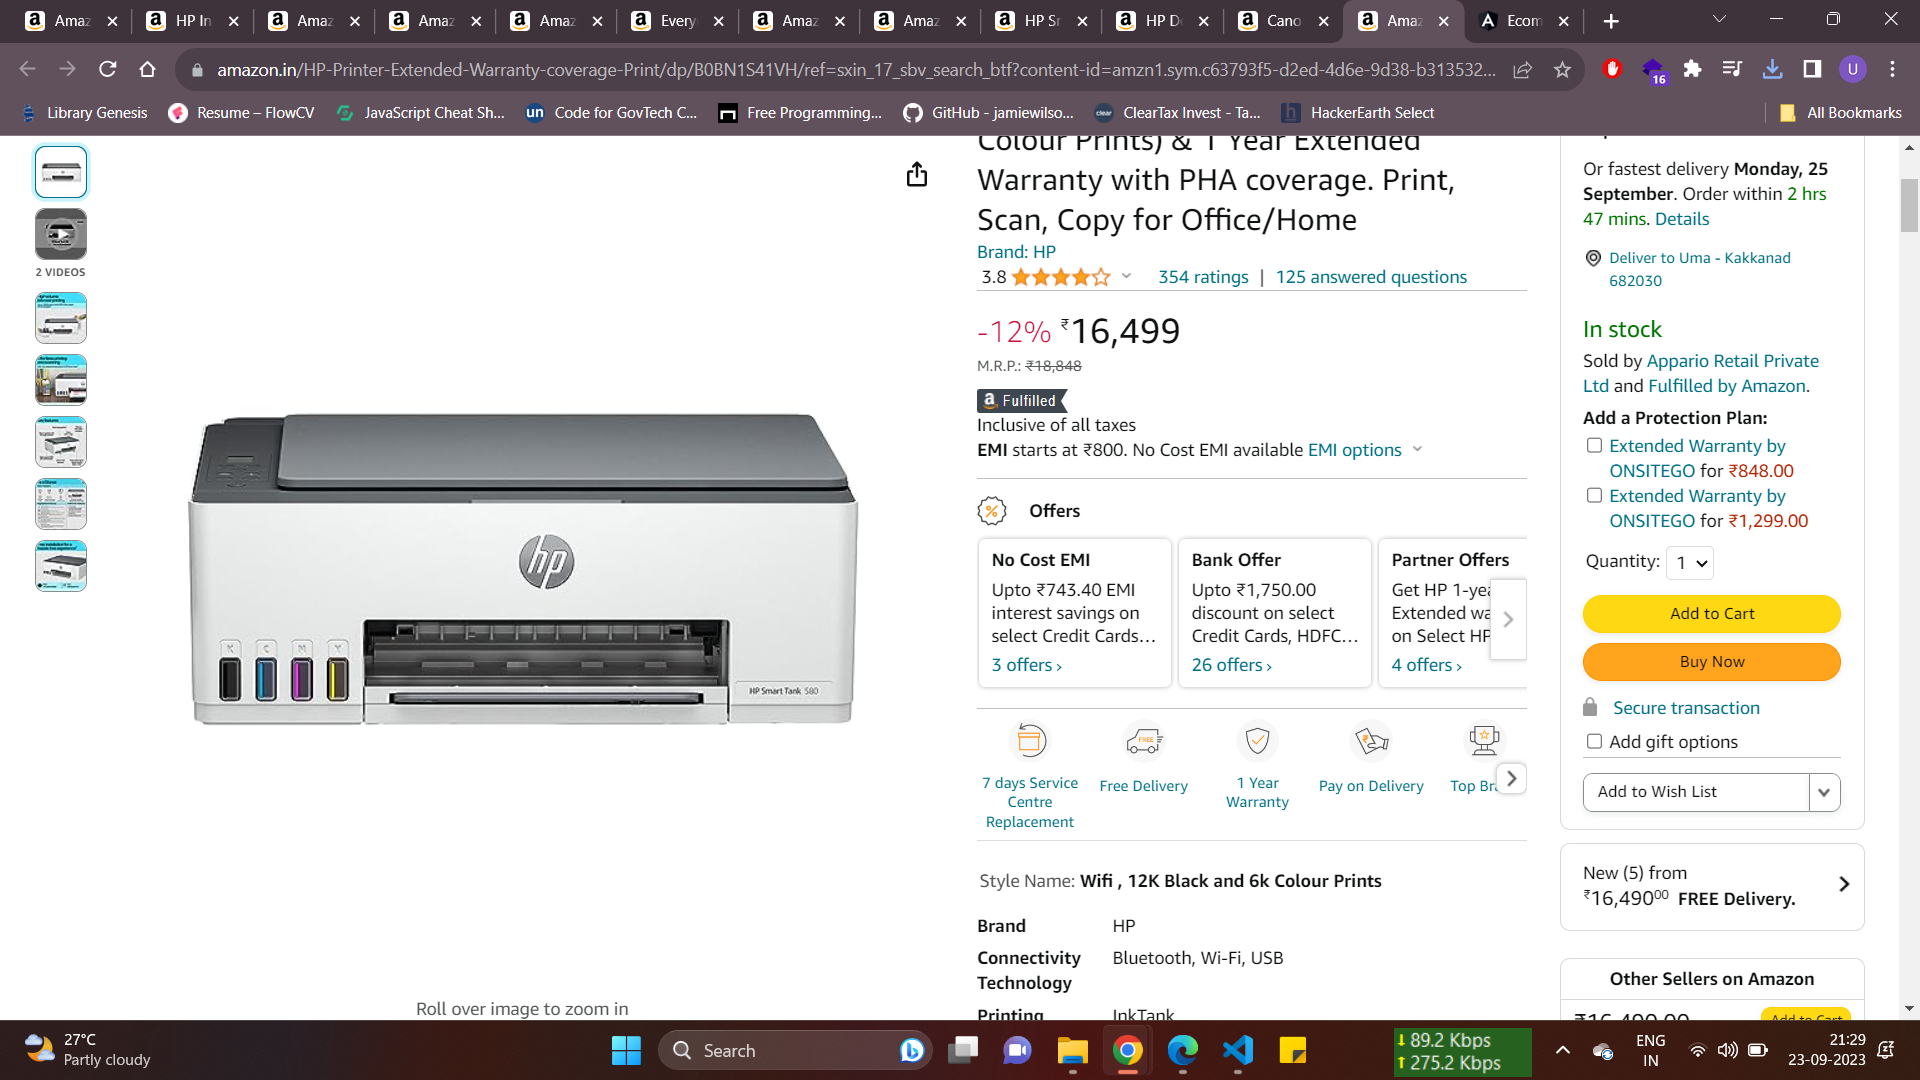 Amaz
HP In
Amaz
Amaz
Amaz
Every
Amaz
Amaz
HP Sr
HP D
Cano
Amaz
Ecom
amazon.in/HP-Printer-Extended-Warranty-coverage-Print/dp/B0BN1S41VH/ref=sxin_17_sbv_search_btf?content-id=amzn1.sym.c63793f5-d2ed-4d6e-9d38-b313532...
16
U
Library Genesis
Resume – FlowCV
JavaScript Cheat Sh...
un Code for GovTech C...
Free Programming,...
GitHub - jamiewilso...
clear ClearTax Invest - Ta...
h HackerEarth Select
All Bookmarks
2 VIDEOS
hp
K C M Y
HP Smart Tank 580
Roll over image to zoom in
Colour Prints) & 1 Year Extended
Warranty with PHA coverage. Print,
Scan, Copy for Office/Home
Brand: HP
3.8 354 ratings | 125 answered questions
-12% ₹16,499
M.R.P.: ₹18,848
a Fulfilled
Inclusive of all taxes
EMI starts at ₹800. No Cost EMI available EMI options
Offers
No Cost EMI
Upto ₹743.40 EMI
interest savings on
select Credit Cards...
3 offers ›
Bank Offer
Upto ₹1,750.00
discount on select
Credit Cards, HDFC...
26 offers ›
Partner Offers
Get HP 1-yea
Extended wa
on Select HP
4 offers ›
7 days Service
Centre
Replacement
FREE
Free Delivery
1 Year
Warranty
Pay on Delivery
Top Br
Style Name: Wifi , 12K Black and 6k Colour Prints
Brand HP
Connectivity
Technology
Bluetooth, Wi-Fi, USB
Printing InkTank
Or fastest delivery Monday, 25
September. Order within 2 hrs
47 mins. Details
Deliver to Uma - Kakkanad
682030
In stock
Sold by Appario Retail Private
Ltd and Fulfilled by Amazon.
Add a Protection Plan:
Extended Warranty by
ONSITEGO for ₹848.00
Extended Warranty by
ONSITEGO for ₹1,299.00
Quantity: 1
Add to Cart
Buy Now
Secure transaction
Add gift options
Add to Wish List
New (5) from
₹16,490⁰⁰ FREE Delivery.
Other Sellers on Amazon
₹16,490.00
Add to Cart
27°C
Partly cloudy
Search
89.2 Kbps
275.2 Kbps
ENG
IN
21:29
23-09-2023